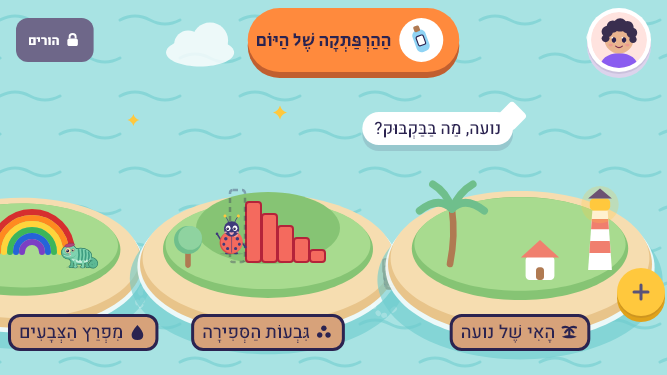 הַהַרְפַּתְקָה שֶׁל הַיּוֹם
הורים
נועה, מַה בַּבַּקְבּוּק?
הָאִי שֶׁל נועה
גִּבְעוֹת הַסְּפִירָה
מִפְרַץ הַצְּבָעִים